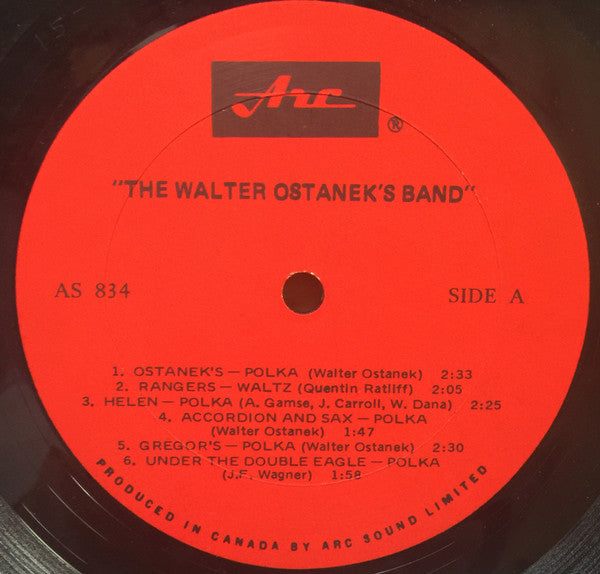 Arc
®
"THE WALTER OSTANEK'S BAND"
AS 834
SIDE A
1. OSTANEK'S — POLKA (Walter Ostanek) 2:33
2. RANGERS — WALTZ (Quentin Ratliff) 2:05
3. HELEN — POLKA (A. Gamse, J. Carroll, W. Dana) 2:25
4. ACCORDION AND SAX — POLKA
(Walter Ostanek) 1:47
5. GREGOR'S — POLKA (Walter Ostanek) 2:30
6. UNDER THE DOUBLE EAGLE — POLKA
(J.F. Wagner) 1:58
PRODUCED IN CANADA BY ARC SOUND LIMITED